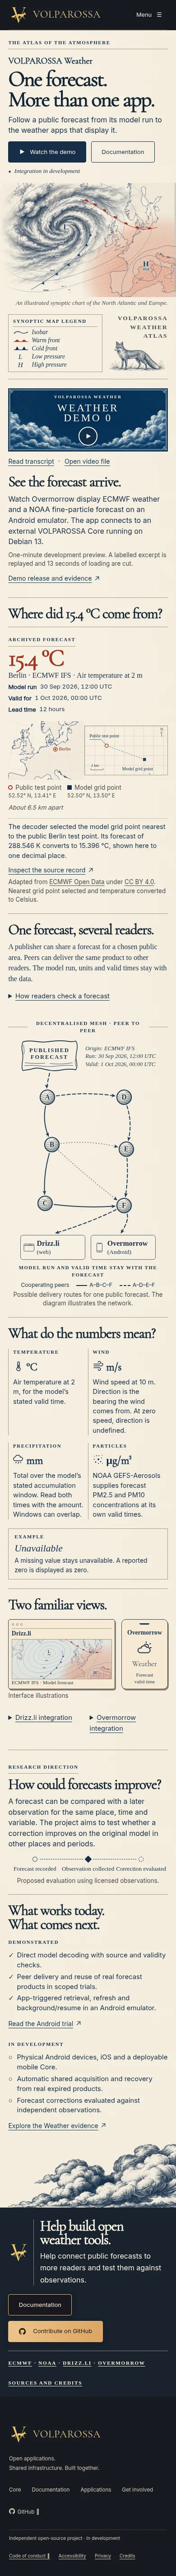 VOLPAROSSA
Menu
THE ATLAS OF THE ATMOSPHERE
VOLPAROSSA Weather
One forecast.
More than one app.
Follow a public forecast from its model run to
the weather apps that display it.
Watch the demo
Documentation
Integration in development
L
H
An illustrated synoptic chart of the North Atlantic and Europe.
SYNOPTIC MAP LEGEND
Isobar
Warm front
Cold front
L Low pressure
H High pressure
VOLPAROSSA
WEATHER
ATLAS
VOLPAROSSA WEATHER
WEATHER
DEMO 0
Read transcript · Open video file
See the forecast arrive.
Watch Overmorrow display ECMWF weather
and a NOAA fine-particle forecast on an
Android emulator. The app connects to an
external VOLPAROSSA Core running on
Debian 13.
One-minute development preview. A labelled excerpt is
replayed and 13 seconds of loading are cut.
Demo release and evidence ↗
Where did 15.4 °C come from?
ARCHIVED FORECAST
15.4 °C
Berlin · ECMWF IFS · Air temperature at 2 m
Model run 30 Sep 2026, 12:00 UTC
Valid for 1 Oct 2026, 00:00 UTC
Lead time 12 hours
Berlin
Public test point
Model grid point
Public test point
52.52° N, 13.41° E
Model grid point
52.50° N, 13.50° E
About 6.5 km apart
The decoder selected the model grid point nearest
to the public Berlin test point. Its forecast of
288.546 K converts to 15.396 °C, shown here to
one decimal place.
Inspect the source record ↗
Adapted from ECMWF Open Data under CC BY 4.0.
Nearest grid point selected and temperature converted
to Celsius.
One forecast, several readers.
A publisher can share a forecast for a chosen public
area. Peers can deliver the same product to other
readers. The model run, units and valid times stay with
the data.
How readers check a forecast
DECENTRALISED MESH · PEER TO
PEER
PUBLISHED
FORECAST
Origin: ECMWF IFS
Run: 30 Sep 2026, 12:00 UTC
Valid: 1 Oct 2026, 00:00 UTC
A
D
B
E
C
F
Drizz.li
(web)
Overmorrow
(Android)
MODEL RUN AND VALID TIME STAY WITH THE
FORECAST
Cooperating peers A–B–C–F A–D–E–F
Possible delivery routes for one public forecast. The
diagram illustrates the network.
What do the numbers mean?
TEMPERATURE
°C
Air temperature at 2
m, for the model's
stated valid time.
WIND
m/s
Wind speed at 10 m.
Direction is the
bearing the wind
comes from. At zero
speed, direction is
undefined.
PRECIPITATION
mm
Total over the model's
stated accumulation
window. Read both
times with the amount.
Windows can overlap.
PARTICLES
μg/m³
NOAA GEFS-Aerosols
supplies forecast
PM2.5 and PM10
concentrations at its
own valid times.
EXAMPLE
Unavailable
A missing value stays unavailable. A reported
zero is displayed as zero.
Two familiar views.
Drizz.li
ECMWF IFS · Model forecast
Overmorrow
Weather
Forecast
valid time
Interface illustrations
Drizz.li integration
Overmorrow
integration
RESEARCH DIRECTION
How could forecasts improve?
A forecast can be compared with a later
observation for the same place, time and
variable. The project aims to test whether a
correction improves on the original model in
other places and periods.
Forecast recorded Observation collected Correction evaluated
Proposed evaluation using licensed observations.
What works today.
What comes next.
DEMONSTRATED
✓ Direct model decoding with source and validity
checks.
✓ Peer delivery and reuse of real forecast
products in scoped trials.
✓ App-triggered retrieval, refresh and
background/resume in an Android emulator.
Read the Android trial ↗
IN DEVELOPMENT
○ Physical Android devices, iOS and a deployable
mobile Core.
○ Automatic shared acquisition and recovery
from real expired products.
○ Forecast corrections evaluated against
independent observations.
Explore the Weather evidence ↗
Help build open
weather tools.
Help connect public forecasts to
more readers and test them against
observations.
Documentation
Contribute on GitHub
ECMWF · NOAA · DRIZZ.LI · OVERMORROW
SOURCES AND CREDITS
VOLPAROSSA
Open applications.
Shared infrastructure. Built together.
Core Documentation Applications Get involved
GitHub
Independent open-source project · In development
Code of conduct Accessibility Privacy Credits